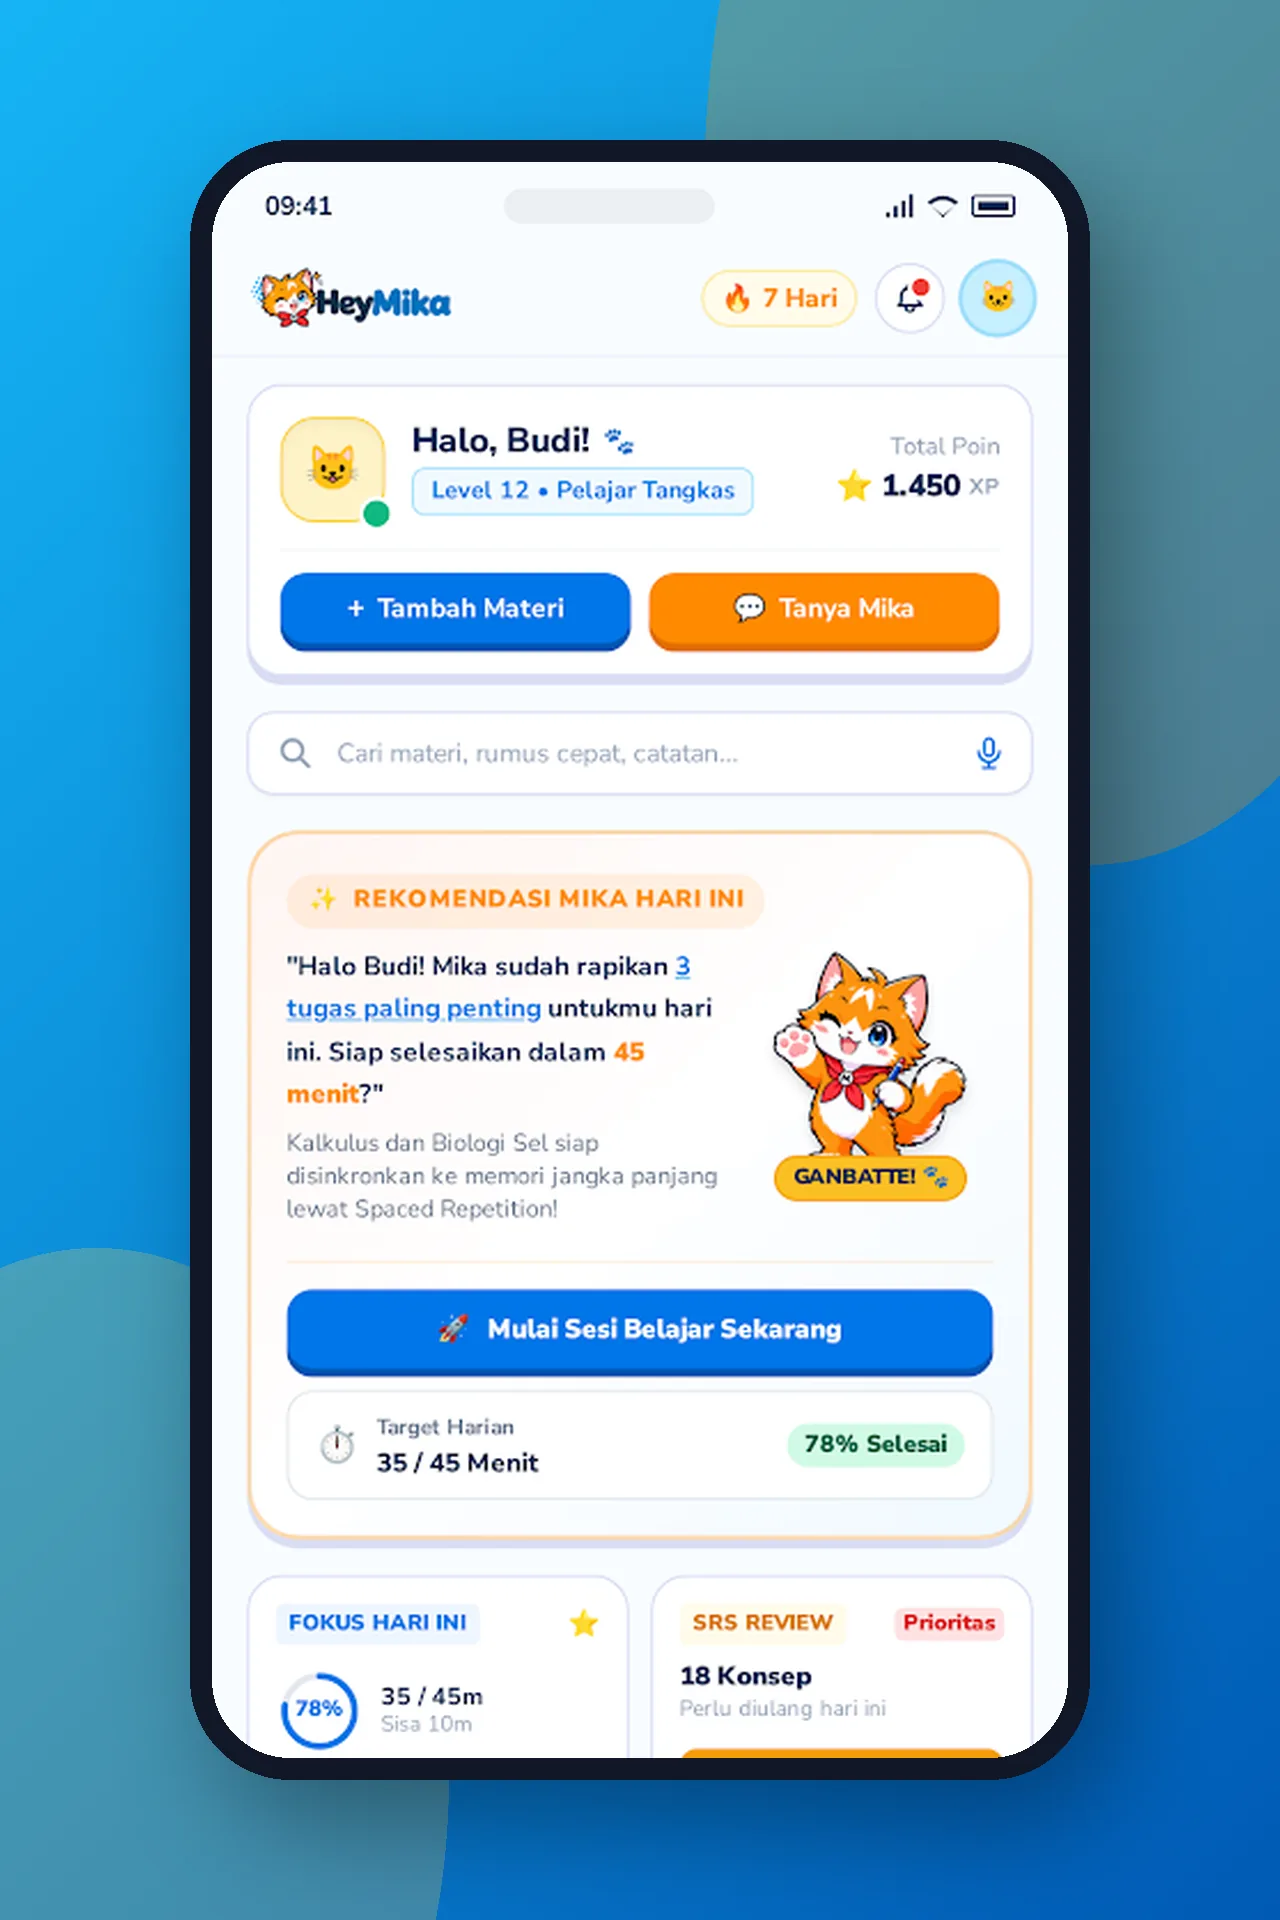 09:41
HeyMika
7 Hari
Halo, Budi!
Level 12 • Pelajar Tangkas
Total Poin
1.450 XP
+ Tambah Materi
Tanya Mika
Cari materi, rumus cepat, catatan...
REKOMENDASI MIKA HARI INI
"Halo Budi! Mika sudah rapikan 3
tugas paling penting untukmu hari
ini. Siap selesaikan dalam 45
menit?"
Kalkulus dan Biologi Sel siap
disinkronkan ke memori jangka panjang
lewat Spaced Repetition!
GANBATTE!
Mulai Sesi Belajar Sekarang
Target Harian
35 / 45 Menit
78% Selesai
FOKUS HARI INI
78%
35 / 45m
Sisa 10m
SRS REVIEW
Prioritas
18 Konsep
Perlu diulang hari ini